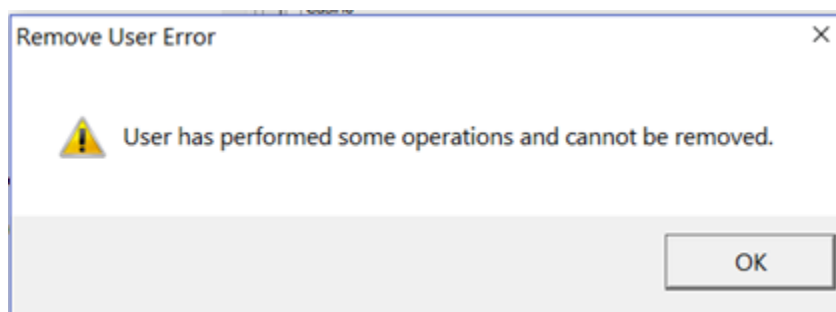 Remove User Error
User has performed some operations and cannot be removed.
OK